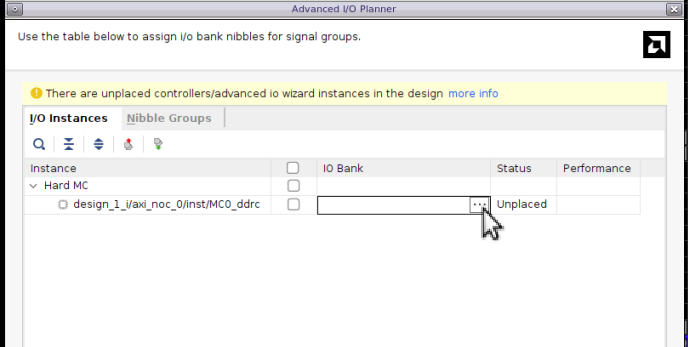 Advanced I/O Planner
Use the table below to assign i/o bank nibbles for signal groups.
There are unplaced controllers/advanced io wizard instances in the design more info
I/O Instances Nibble Groups
Instance IO Bank Status Performance
Hard MC
design_1_i/axi_noc_0/inst/MC0_ddrc ... Unplaced